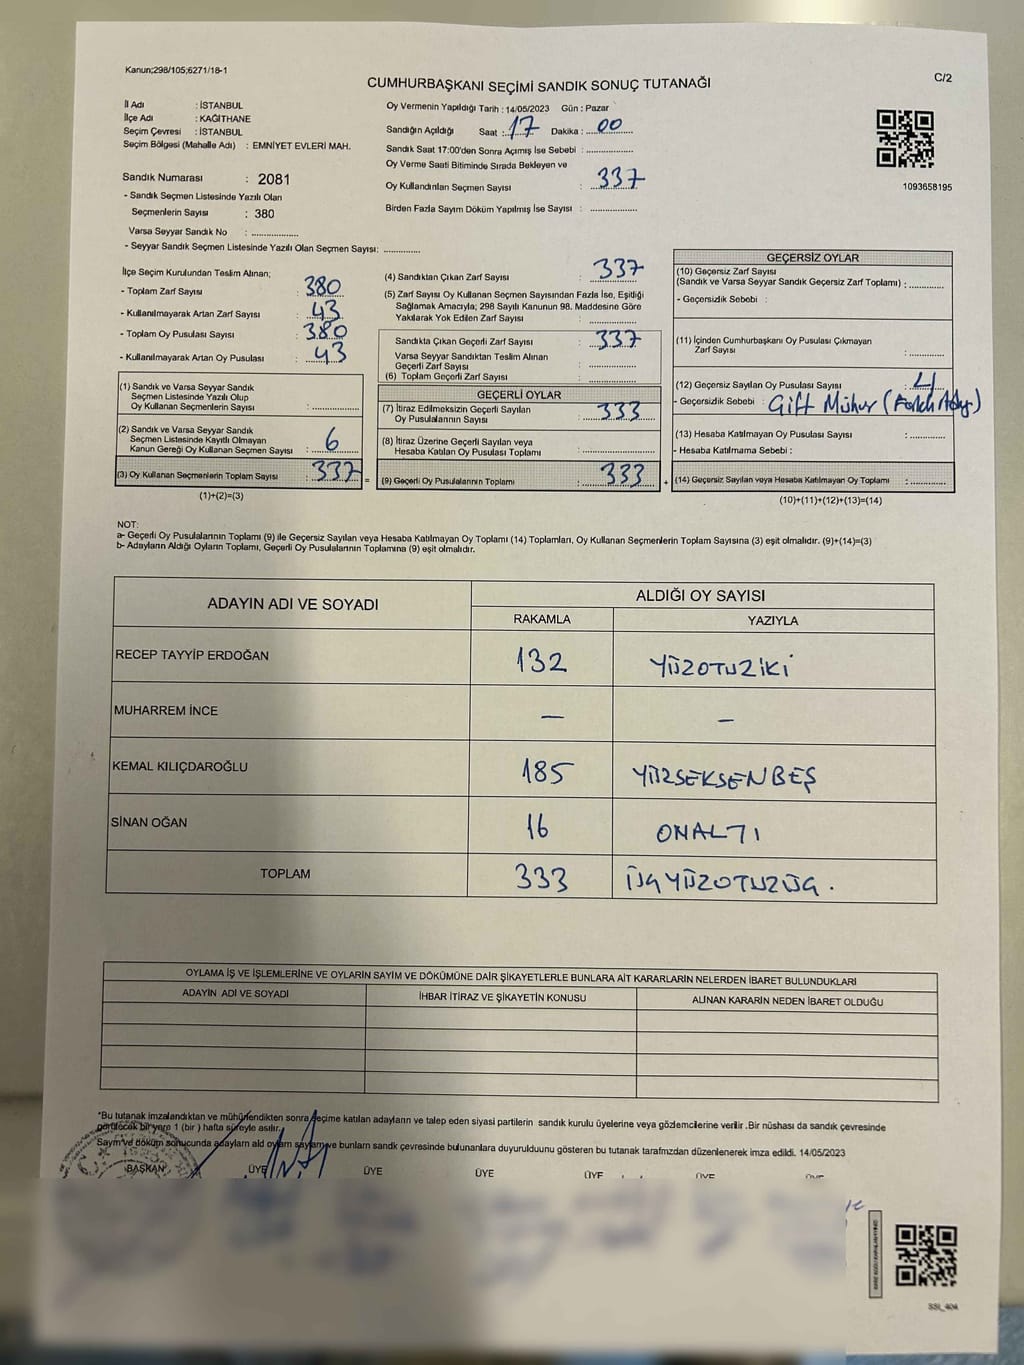 Kanun;298/105;6271/18-1
CUMHURBAŞKANI SEÇİMİ SANDIK SONUÇ TUTANAĞI
C/2
İl Adı : İSTANBUL
İlçe Adı : KAĞITHANE
Seçim Çevresi : İSTANBUL
Seçim Bölgesi (Mahalle Adı) : EMNİYET EVLERİ MAH.
Sandık Numarası : 2081
- Sandık Seçmen Listesinde Yazılı Olan
Seçmenlerin Sayısı : 380
Varsa Seyyar Sandık No : ..............
- Seyyar Sandık Seçmen Listesinde Yazılı Olan Seçmen Sayısı: ..............
Oy Vermenin Yapıldığı Tarih : 14/05/2023 Gün : Pazar
Sandığın Açıldığı Saat : 17 Dakika : 00
Sandık Saat 17:00'den Sonra Açımış İse Sebebi : ..............
Oy Verme Saati Bitiminde Sırada Bekleyen ve
Oy Kullandırılan Seçmen Sayısı : 337
Birden Fazla Sayım Döküm Yapılmış İse Sayısı : ..............
1093658195
İlçe Seçim Kurulundan Teslim Alınan;
- Toplam Zarf Sayısı : 380
- Kullanılmayarak Artan Zarf Sayısı : 43
- Toplam Oy Pusulası Sayısı : 380
- Kullanılmayarak Artan Oy Pusulası : 43
(1) Sandık ve Varsa Seyyar Sandık
Seçmen Listesinde Yazılı Olup
Oy Kullanan Seçmenlerin Sayısı : ..............
(2) Sandık ve Varsa Seyyar Sandık
Seçmen Listesinde Kayıtlı Olmayan
Kanun Gereği Oy Kullanan Seçmen Sayısı : 6
(3) Oy Kullanan Seçmenlerin Toplam Sayısı : 337 =
(1)+(2)=(3)
(4) Sandıktan Çıkan Zarf Sayısı : 337
(5) Zarf Sayısı Oy Kullanan Seçmen Sayısından Fazla İse, Eşitliği
Sağlamak Amacıyla; 298 Sayılı Kanunun 98. Maddesine Göre
Yakılarak Yok Edilen Zarf Sayısı : ..............
Sandıkta Çıkan Geçerli Zarf Sayısı : 337
Varsa Seyyar Sandıktan Teslim Alınan
Geçerli Zarf Sayısı : ..............
(6) Toplam Geçerli Zarf Sayısı : ..............
GEÇERLİ OYLAR
(7) İtiraz Edilmeksizin Geçerli Sayılan
Oy Pusulalarının Sayısı : 333
(8) İtiraz Üzerine Geçerli Sayılan veya
Hesaba Katılan Oy Pusulası Toplamı : ..............
(9) Geçerli Oy Pusulalarının Toplamı : 333 +
GEÇERSİZ OYLAR
(10) Geçersiz Zarf Sayısı
(Sandık ve Varsa Seyyar Sandık Geçersiz Zarf Toplamı) : ..............
- Geçersizlik Sebebi :
(11) İçinden Cumhurbaşkanı Oy Pusulası Çıkmayan
Zarf Sayısı : ..............
(12) Geçersiz Sayılan Oy Pusulası Sayısı : 4
- Geçersizlik Sebebi : Çift Mühür
(13) Hesaba Katılmayan Oy Pusulası Sayısı : ..............
- Hesaba Katılmama Sebebi :
(14) Geçersiz Sayılan veya Hesaba Katılmayan Oy Toplamı : ..............
(10)+(11)+(12)+(13)=(14)
NOT:
a- Geçerli Oy Pusulalarının Toplamı (9) ile Geçersiz Sayılan veya Hesaba Katılmayan Oy Toplamı (14) Toplamları, Oy Kullanan Seçmenlerin Toplam Sayısına (3) eşit olmalıdır. (9)+(14)=(3)
b- Adayların Aldığı Oyların Toplamı, Geçerli Oy Pusulalarının Toplamına (9) eşit olmalıdır.
ADAYIN ADI VE SOYADI ALDIĞI OY SAYISI
RAKAMLA YAZIYLA
RECEP TAYYİP ERDOĞAN 132 YÜZOTUZİKİ
MUHARREM İNCE — —
KEMAL KILIÇDAROĞLU 185 YÜZSEKSENBEŞ
SİNAN OĞAN 16 ONALTI
TOPLAM 333 ÜÇYÜZOTUZÜÇ.
OYLAMA İŞ VE İŞLEMLERİNE VE OYLARIN SAYIM VE DÖKÜMÜNE DAİR ŞİKAYETLERLE BUNLARA AİT KARARLARIN NELERDEN İBARET BULUNDUKLARI
ADAYIN ADI VE SOYADI İHBAR İTİRAZ VE ŞİKAYETİN KONUSU ALINAN KARARIN NEDEN İBARET OLDUĞU
*Bu tutanak imzalandıktan ve mühürlendikten sonra seçime katılan adayların ve talep eden siyasi partilerin sandık kurulu üyelerine veya gözlemcilerine verilir .Bir nüshası da sandık çevresinde
görülecek bir yere 1 (bir ) hafta süreyle asılır.
Sayım ve döküm sonucunda adayların aldı oyların sayısını ve bunların sandık çevresinde bulunanlara duyurulduunu gösteren bu tutanak tarafımızdan düzenlenerek imza edildi. 14/05/2023
BAŞKAN ÜYE ÜYE ÜYE ÜYE ÜYE
SSI_404